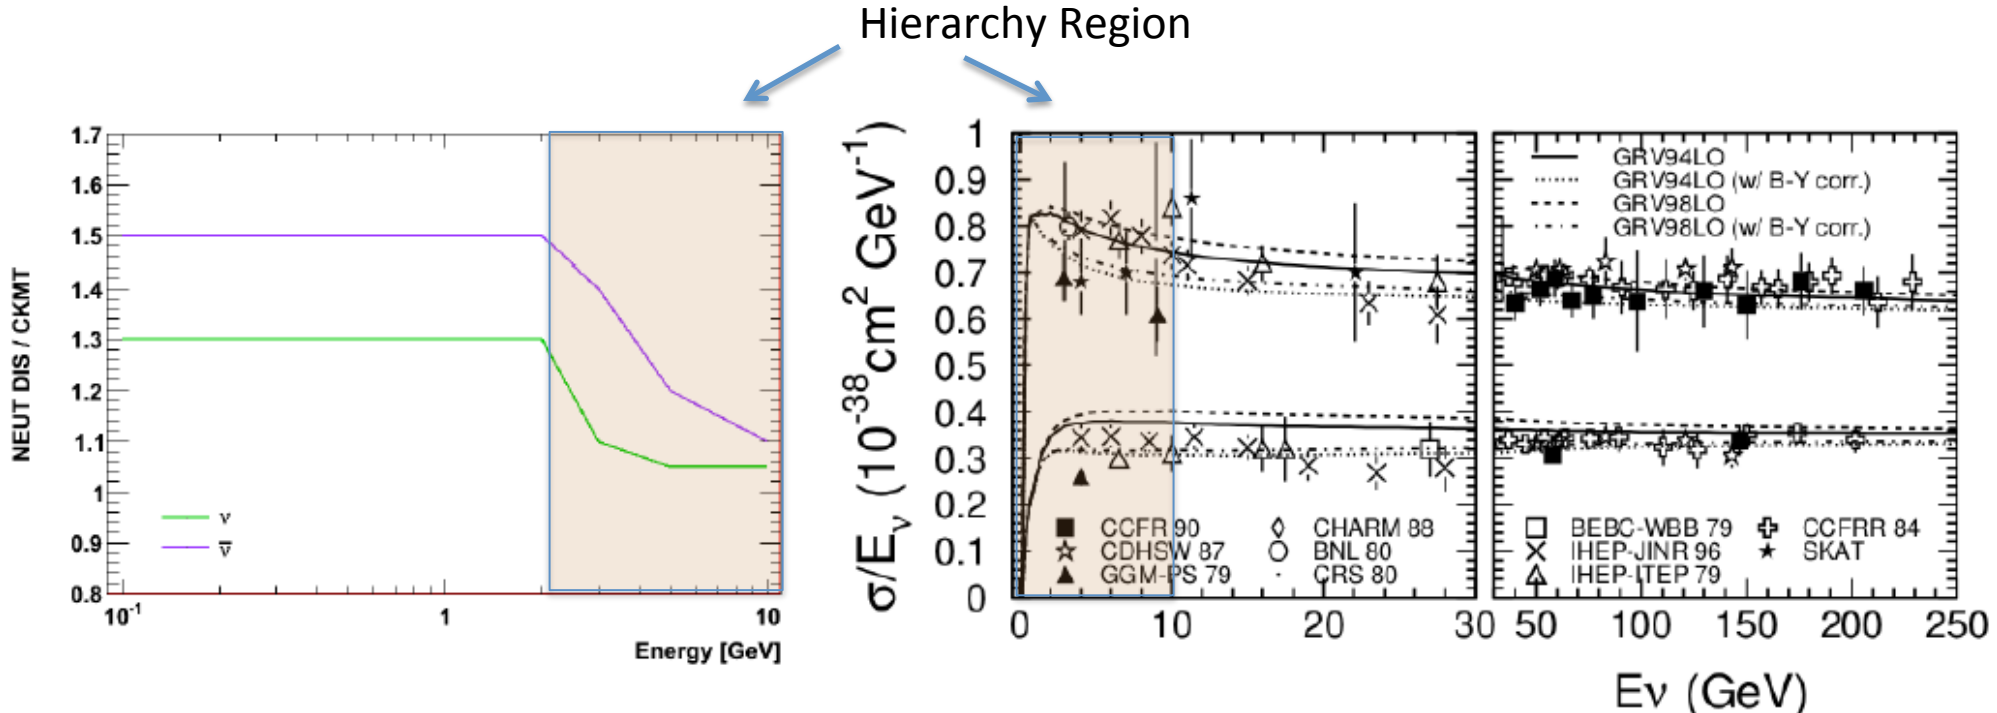 Hierarchy Region
1.7
1.6
1.5
1.4
1.3
1.2
1.1
1
0.9
0.8
NEUT DIS / CKMT
ν
ν̅
10⁻¹
1
10
Energy [GeV]
σ/Eν (10⁻³⁸cm² GeV⁻¹)
1
0.9
0.8
0.7
0.6
0.5
0.4
0.3
0.2
0.1
0
GRV94LO
GRV94LO (w/ B-Y corr.)
GRV98LO
GRV98LO (w/ B-Y corr.)
CCFR 90
CDHSW 87
GGM-PS 79
CHARM 88
BNL 80
CRS 80
BEBC-WBB 79
IHEP-JINR 96
IHEP-ITEP 79
CCFRR 84
SKAT
0 10 20 30 50 100 150 200 250
Eν (GeV)